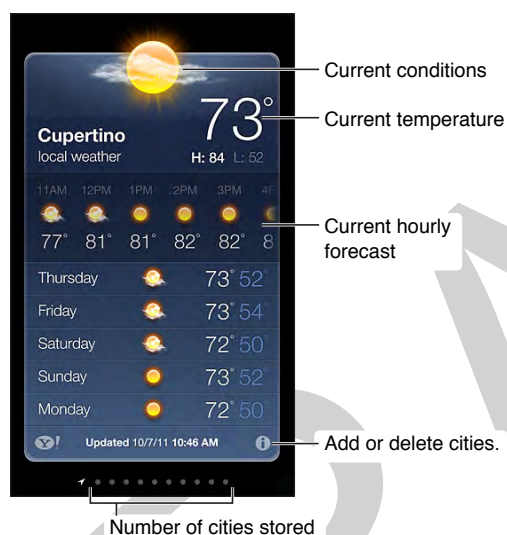 Current conditions
73°
Current temperature
Cupertino
local weather
H: 84 L: 52
11AM 12PM 1PM 2PM 3PM
77° 81° 81° 82° 82° 8
Current hourly
forecast
Thursday 73° 52°
Friday 73° 54°
Saturday 72° 50°
Sunday 73° 52°
Monday 72° 50°
Y! Updated 10/7/11 10:46 AM i
Add or delete cities.
Number of cities stored